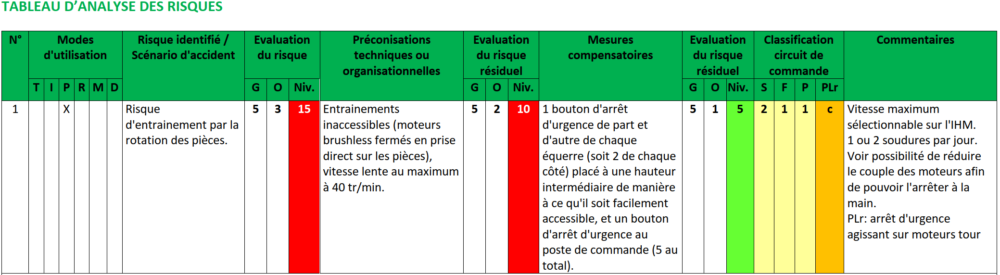 TABLEAU D'ANALYSE DES RISQUES
N°
Modes
d'utilisation
Risque identifié /
Scénario d'accident
Evaluation
du risque
Préconisations
techniques ou
organisationnelles
Evaluation
du risque
résiduel
Mesures
compensatoires
Evaluation
du risque
résiduel
Classification
circuit de
commande
Commentaires
T I P R M D
G O Niv.
G O Niv.
G O Niv.
S F P PLr
1
X
Risque
d'entrainement par la
rotation des pièces.
5 3 15
Entrainements
inaccessibles (moteurs
brushless fermés en prise
direct sur les pièces),
vitesse lente au maximum
à 40 tr/min.
5 2 10
1 bouton d'arrêt
d'urgence de part et
d'autre de chaque
équerre (soit 2 de chaque
côté) placé à une hauteur
intermédiaire de manière
à ce qu'il soit facilement
accessible, et un bouton
d'arrêt d'urgence au
poste de commande (5 au
total).
5 1 5
2 1 1 c
Vitesse maximum
sélectionnable sur l'IHM.
1 ou 2 soudures par jour.
Voir possibilité de réduire
le couple des moteurs afin
de pouvoir l'arrêter à la
main.
PLr: arrêt d'urgence
agissant sur moteurs tour